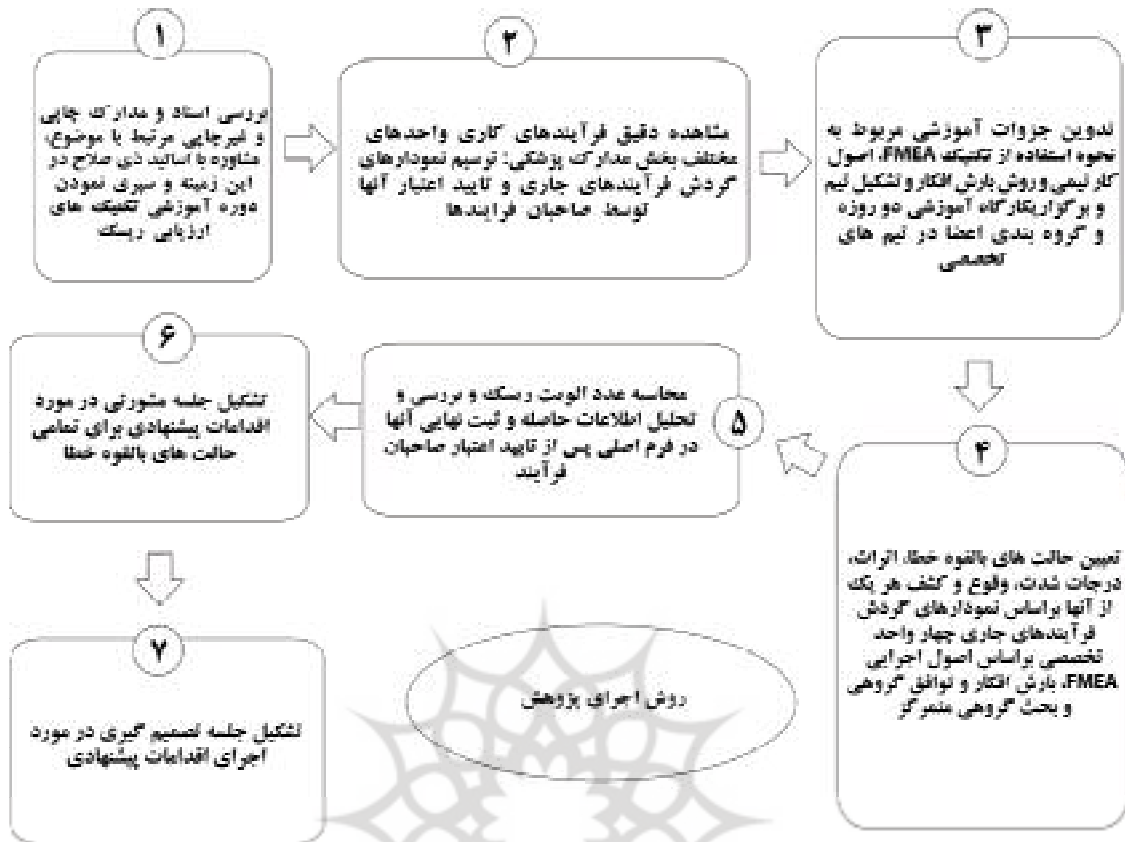 ۱
بررسی اسناد و مدارک چاپی
و غیرچاپی مرتبط با موضوع،
مشاوره با اساتید ذی صلاح در
این زمینه و سپری نمودن
دوره آموزشی تکنیک های
ارزیابی ریسک
۲
مشاهده دقیق فرآیندهای کاری واحدهای
مختلف بخش مدارک پزشکی؛ ترسیم نمودارهای
گردش فرآیندهای جاری و تایید اعتبار آنها
توسط صاحبان فرایندها
۳
تدوین جزوات آموزشی مربوط به
نحوه استفاده از تکنیک FMEA، اصول
کار تیمی و روش بارش افکار و تشکیل تیم
و برگزاریکارگاه آموزشی دو روزه
و گروه بندی اعضا در تیم های
تخصصی
۴
تعیین حالت های بالقوه خطا، اثرات،
درجات شدت، وقوع و کشف هر یک
از آنها براساس نمودارهای گردش
فرآیندهای جاری چهار واحد
تخصصی براساس اصول اجرایی
FMEA، بارش افکار و توافق گروهی
و بحث گروهی متمرکز
۵
محاسبه عدد الویت ریسک و بررسی و
تحلیل اطلاعات حاصله و ثبت نهایی آنها
در فرم اصلی پس از تایید اعتبار صاحبان
فرآیند
۶
تشکیل جلسه مشورتی در مورد
اقدامات پیشنهادی برای تمامی
حالت های بالقوه خطا
۷
تشکیل جلسه تصمیم گیری در مورد
اجرای اقدامات پیشنهادی
روش اجرای پژوهش